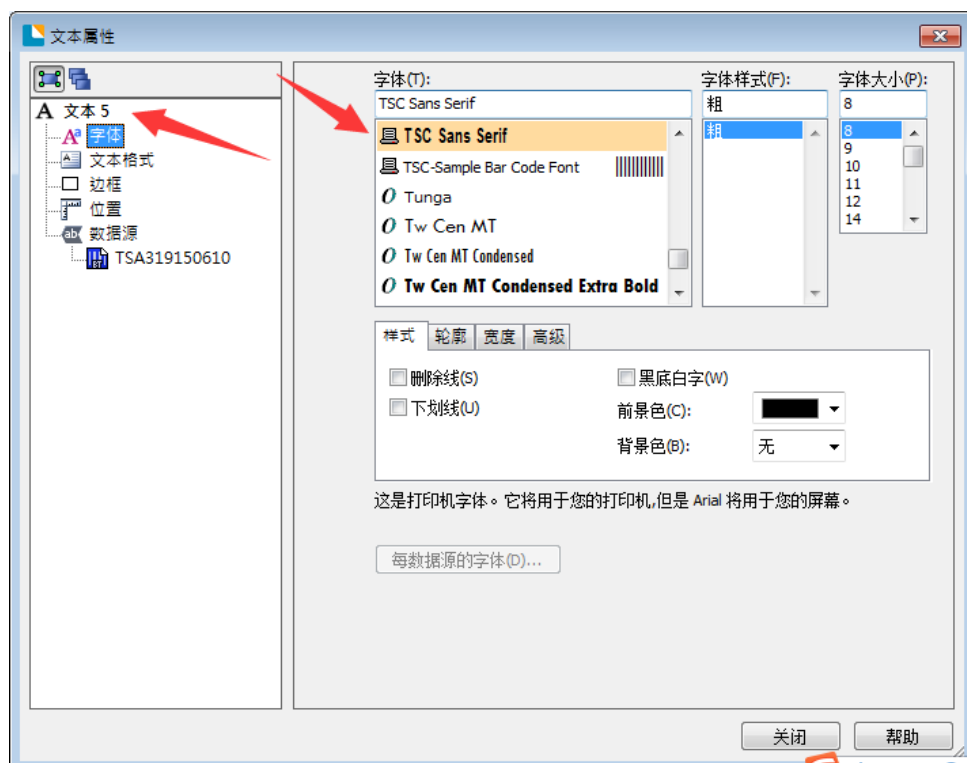 文本属性
字体(T):
字体样式(F):
字体大小(P):
A 文本 5
TSC Sans Serif
粗
8
Aa 字体
TSC Sans Serif
粗
8
文本格式
TSC-Sample Bar Code Font
9
边框
Tunga
10
位置
Tw Cen MT
11
数据源
Tw Cen MT Condensed
12
TSA319150610
Tw Cen MT Condensed Extra Bold
14
样式
轮廓
宽度
高级
删除线(S)
黑底白字(W)
下划线(U)
前景色(C):
背景色(B):
无
这是打印机字体。它将用于您的打印机,但是 Arial 将用于您的屏幕。
每数据源的字体(D)...
关闭
帮助